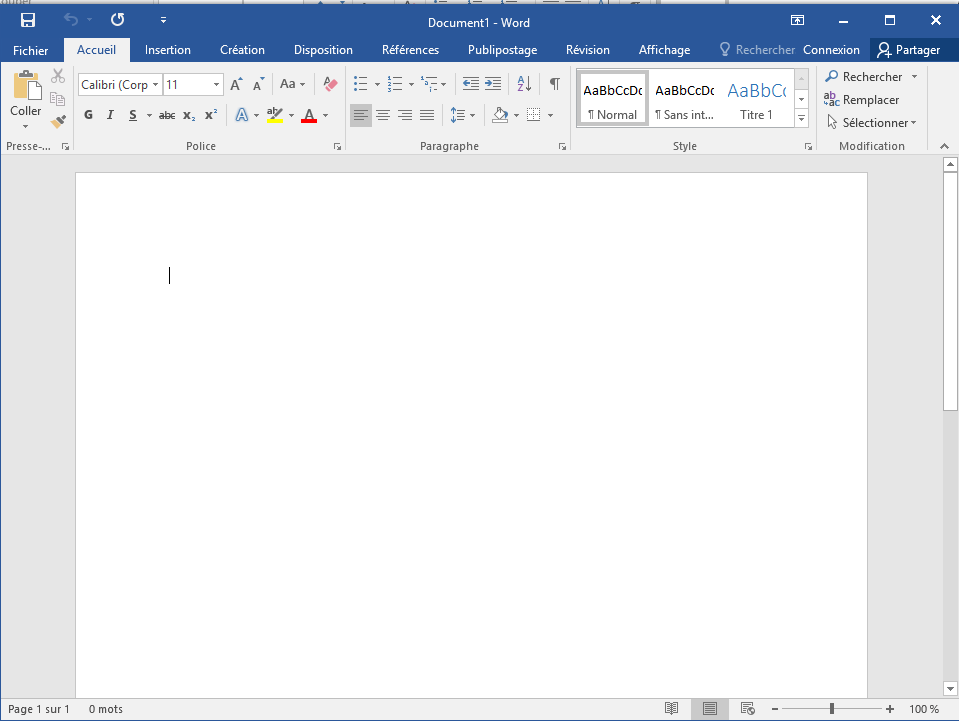 Document1 - Word
Fichier Accueil Insertion Création Disposition Références Publipostage Révision Affichage Rechercher Connexion Partager
Calibri (Corp 11 Aa AaBbCcDc AaBbCcDc AaBbCc Rechercher
Coller Remplacer
G I S abc x₂ x² A ab A ¶ Normal ¶ Sans int... Titre 1 Sélectionner
Presse-... Police Paragraphe Style Modification
Page 1 sur 1 0 mots 100 %